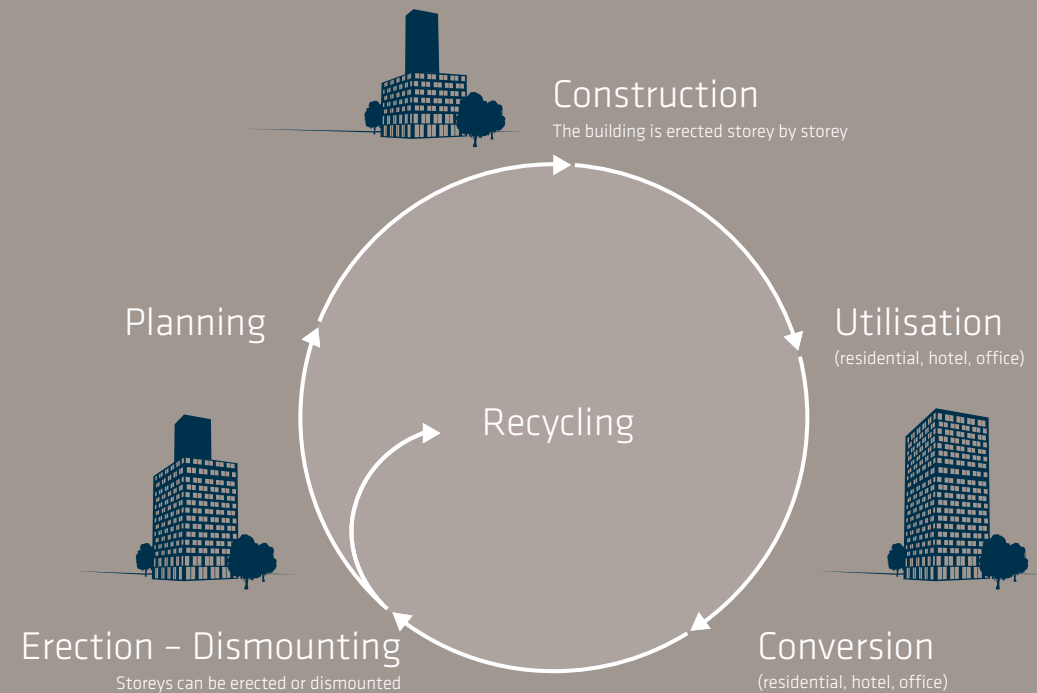 Construction
The building is erected storey by storey
Planning
Utilisation
(residential, hotel, office)
Recycling
Erection – Dismounting
Storeys can be erected or dismounted
Conversion
(residential, hotel, office)